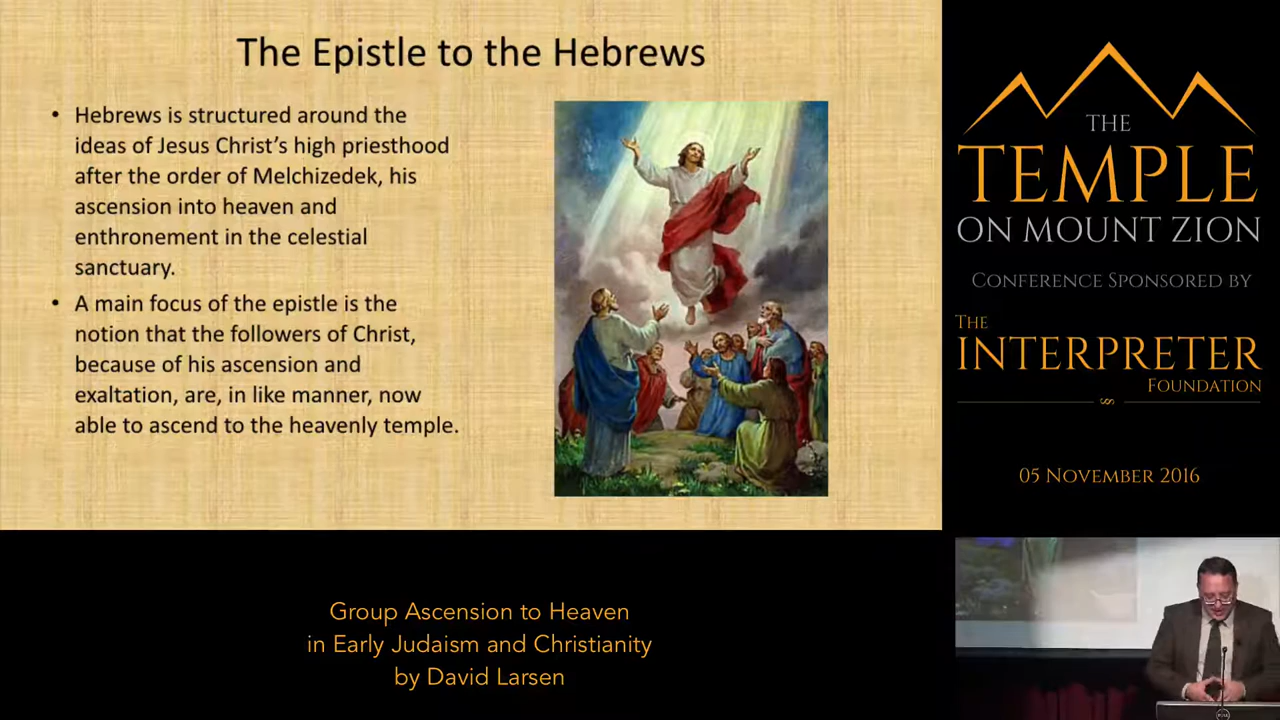 The Epistle to the Hebrews
• Hebrews is structured around the
ideas of Jesus Christ's high priesthood
after the order of Melchizedek, his
ascension into heaven and
enthronement in the celestial
sanctuary.
• A main focus of the epistle is the
notion that the followers of Christ,
because of his ascension and
exaltation, are, in like manner, now
able to ascend to the heavenly temple.
THE
TEMPLE
ON MOUNT ZION
CONFERENCE SPONSORED BY
THE
INTERPRETER
FOUNDATION
05 NOVEMBER 2016
Group Ascension to Heaven
in Early Judaism and Christianity
by David Larsen